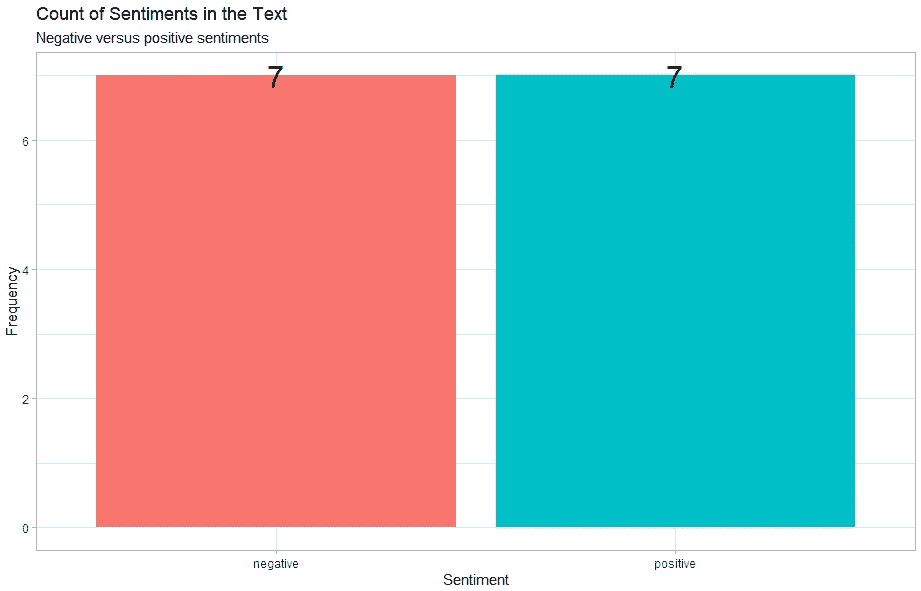 Count of Sentiments in the Text
Negative versus positive sentiments
7 7
6
4
2
0
Frequency
negative positive
Sentiment